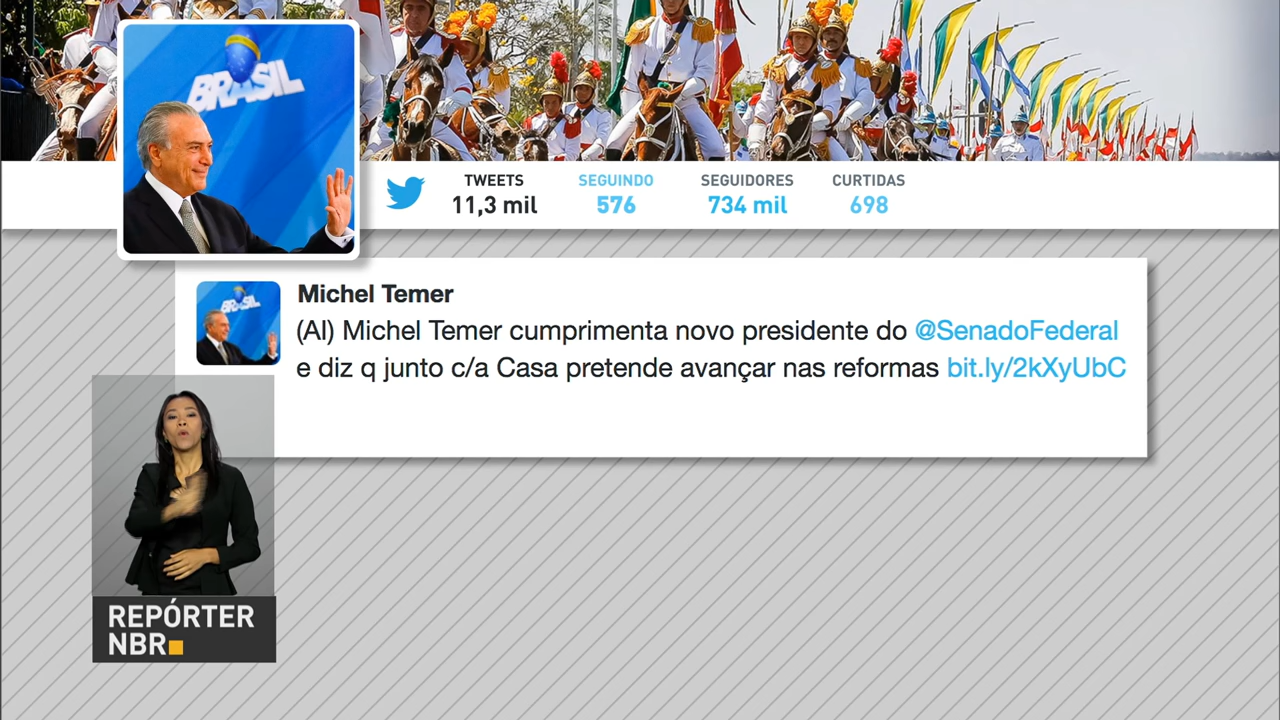 BRASIL
TWEETS
11,3 mil
SEGUINDO
576
SEGUIDORES
734 mil
CURTIDAS
698
BRASIL
Michel Temer
(AI) Michel Temer cumprimenta novo presidente do @SenadoFederal
e diz q junto c/a Casa pretende avançar nas reformas bit.ly/2kXyUbC
REPÓRTER
NBR